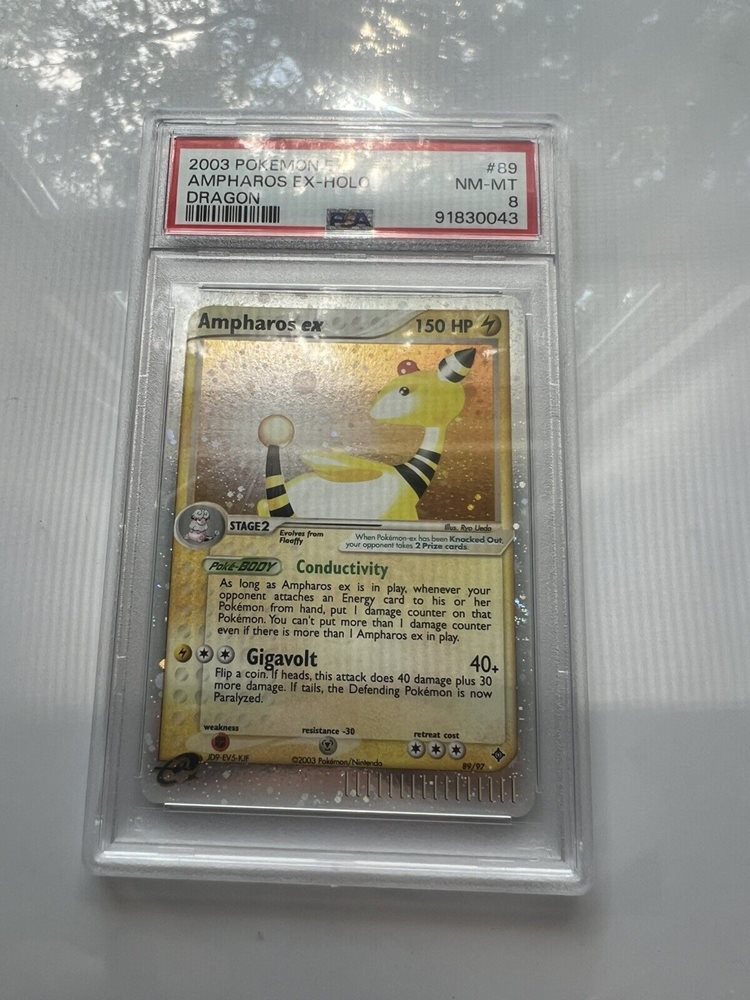 2003 POKEMON E
#89
AMPHAROS EX-HOLO
NM-MT
DRAGON
8
PSA
91830043
Ampharos ex
150 HP
Illus. Ryo Ueda
STAGE2
Evolves from
Flaaffy
When Pokémon-ex has been Knocked Out,
your opponent takes 2 Prize cards.
Poké-BODY Conductivity
As long as Ampharos ex is in play, whenever your
opponent attaches an Energy card to his or her
Pokémon from hand, put 1 damage counter on that
Pokémon. You can't put more than 1 damage counter
even if there is more than 1 Ampharos ex in play.
Gigavolt 40+
Flip a coin. If heads, this attack does 40 damage plus 30
more damage. If tails, the Defending Pokémon is now
Paralyzed.
weakness
resistance -30
retreat cost
JD9-EV5-KJF
©2003 Pokémon/Nintendo
89/97